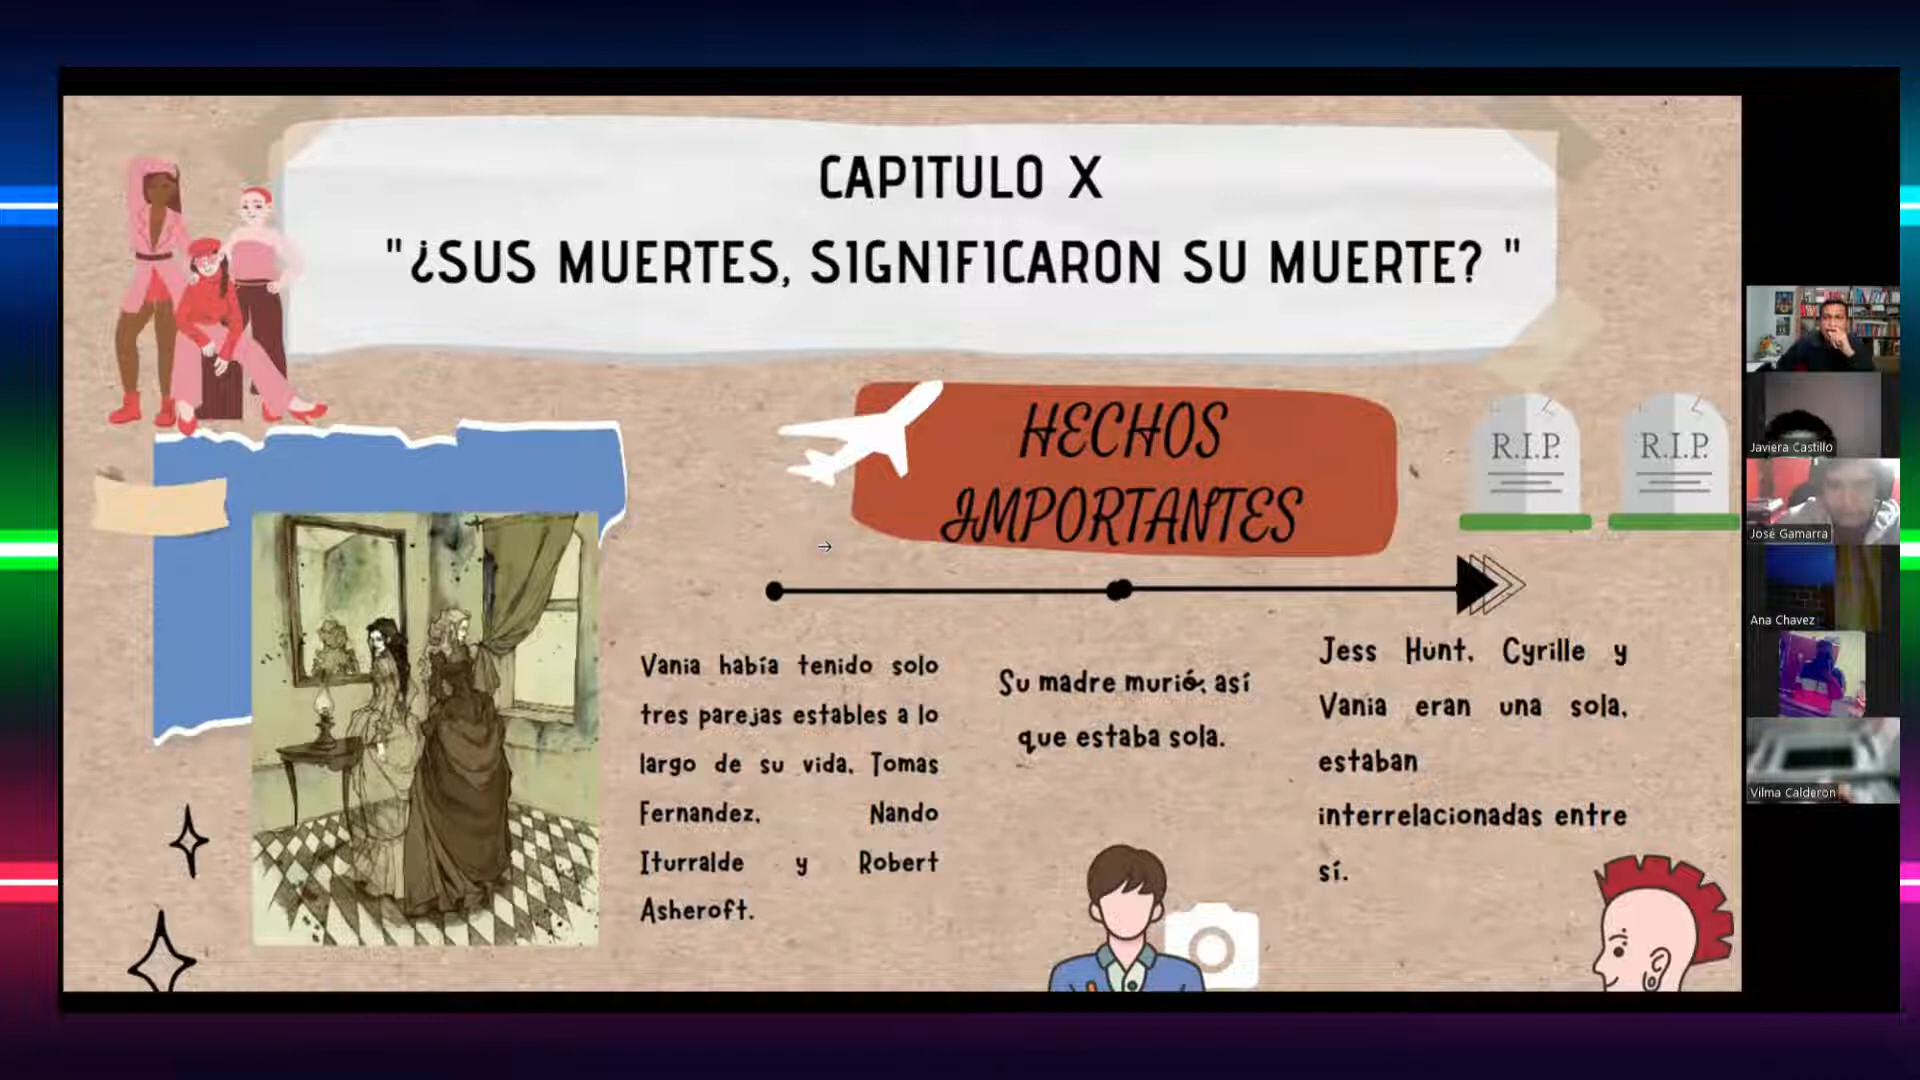 CAPITULO X
"¿SUS MUERTES, SIGNIFICARON SU MUERTE? "
HECHOS
IMPORTANTES
R.I.P.
R.I.P.
Vania había tenido solo
tres parejas estables a lo
largo de su vida, Tomas
Fernandez, Nando
Iturralde y Robert
Asheroft.
Su madre murió, así
que estaba sola.
Jess Hunt, Cyrille y
Vania eran una sola,
estaban
interrelacionadas entre
sí.
Javiera Castillo
José Gamarra
Ana Chavez
Vilma Calderon